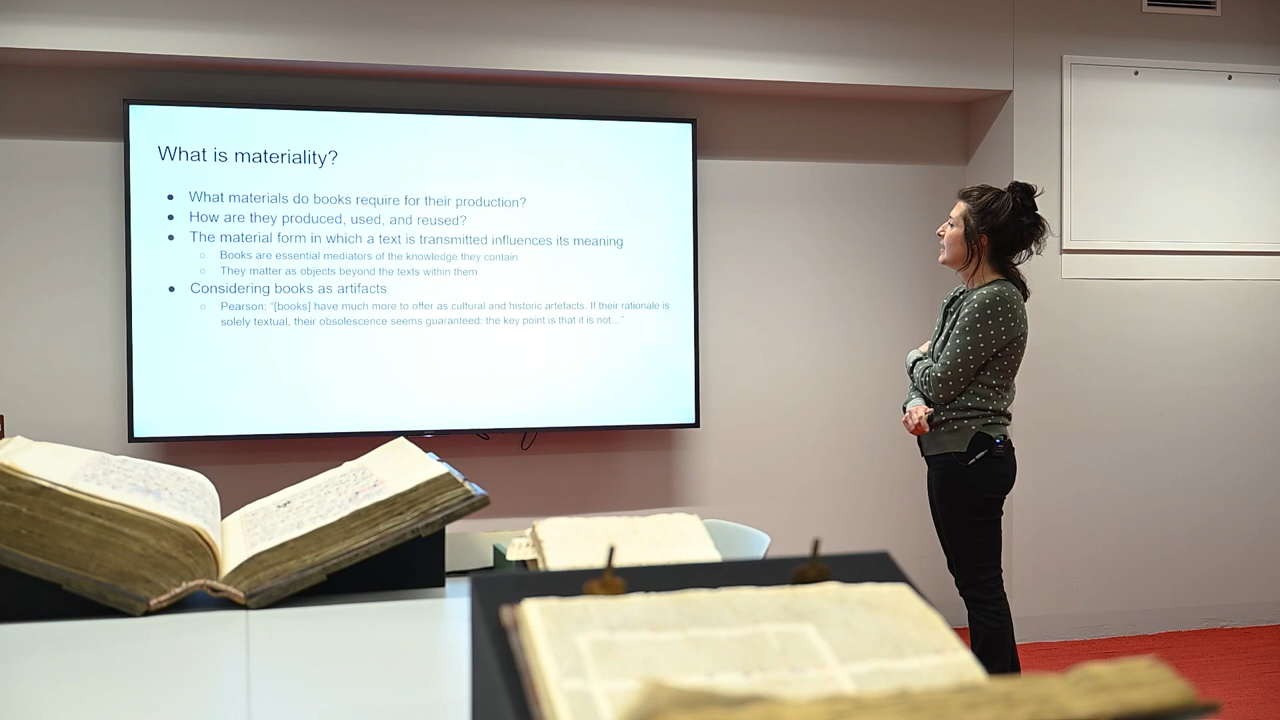 What is materiality?
● What materials do books require for their production?
● How are they produced, used, and reused?
● The material form in which a text is transmitted influences its meaning
○ Books are essential mediators of the knowledge they contain
○ They matter as objects beyond the texts within them
● Considering books as artifacts
○ Pearson: “[books] have much more to offer as cultural and historic artefacts. If their rationale is
solely textual, their obsolescence seems guaranteed: the key point is that it is not…”